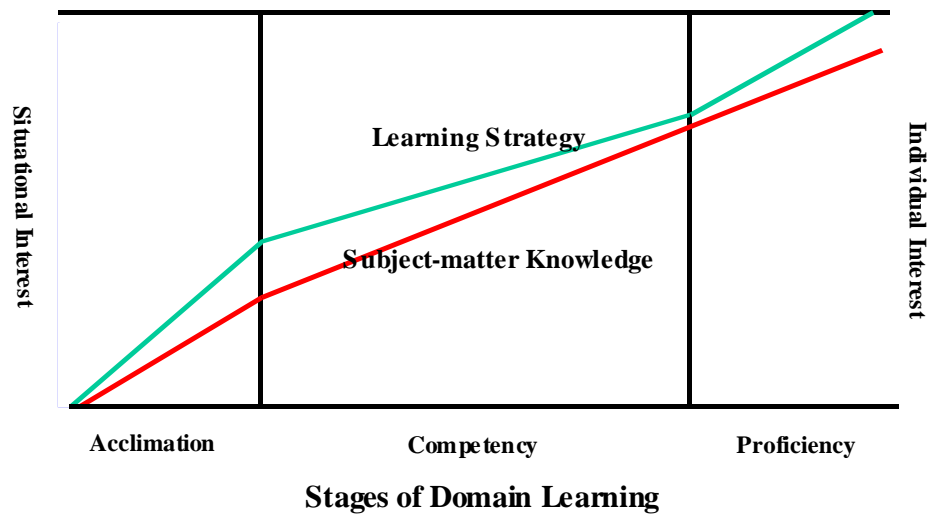 Situational Interest
Learning Strategy
Subject-matter Knowledge
Individual Interest
Acclimation
Competency
Proficiency
Stages of Domain Learning